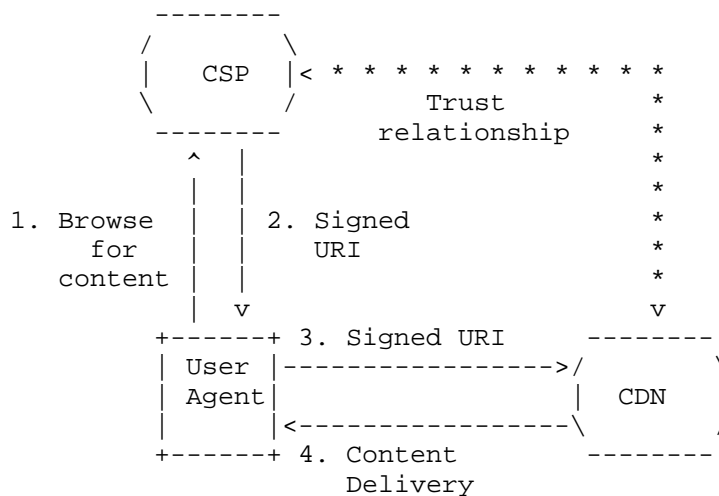 CSP
Trust
relationship
1. Browse
for
content
2. Signed
URI
3. Signed URI
User
Agent
CDN
4. Content
Delivery